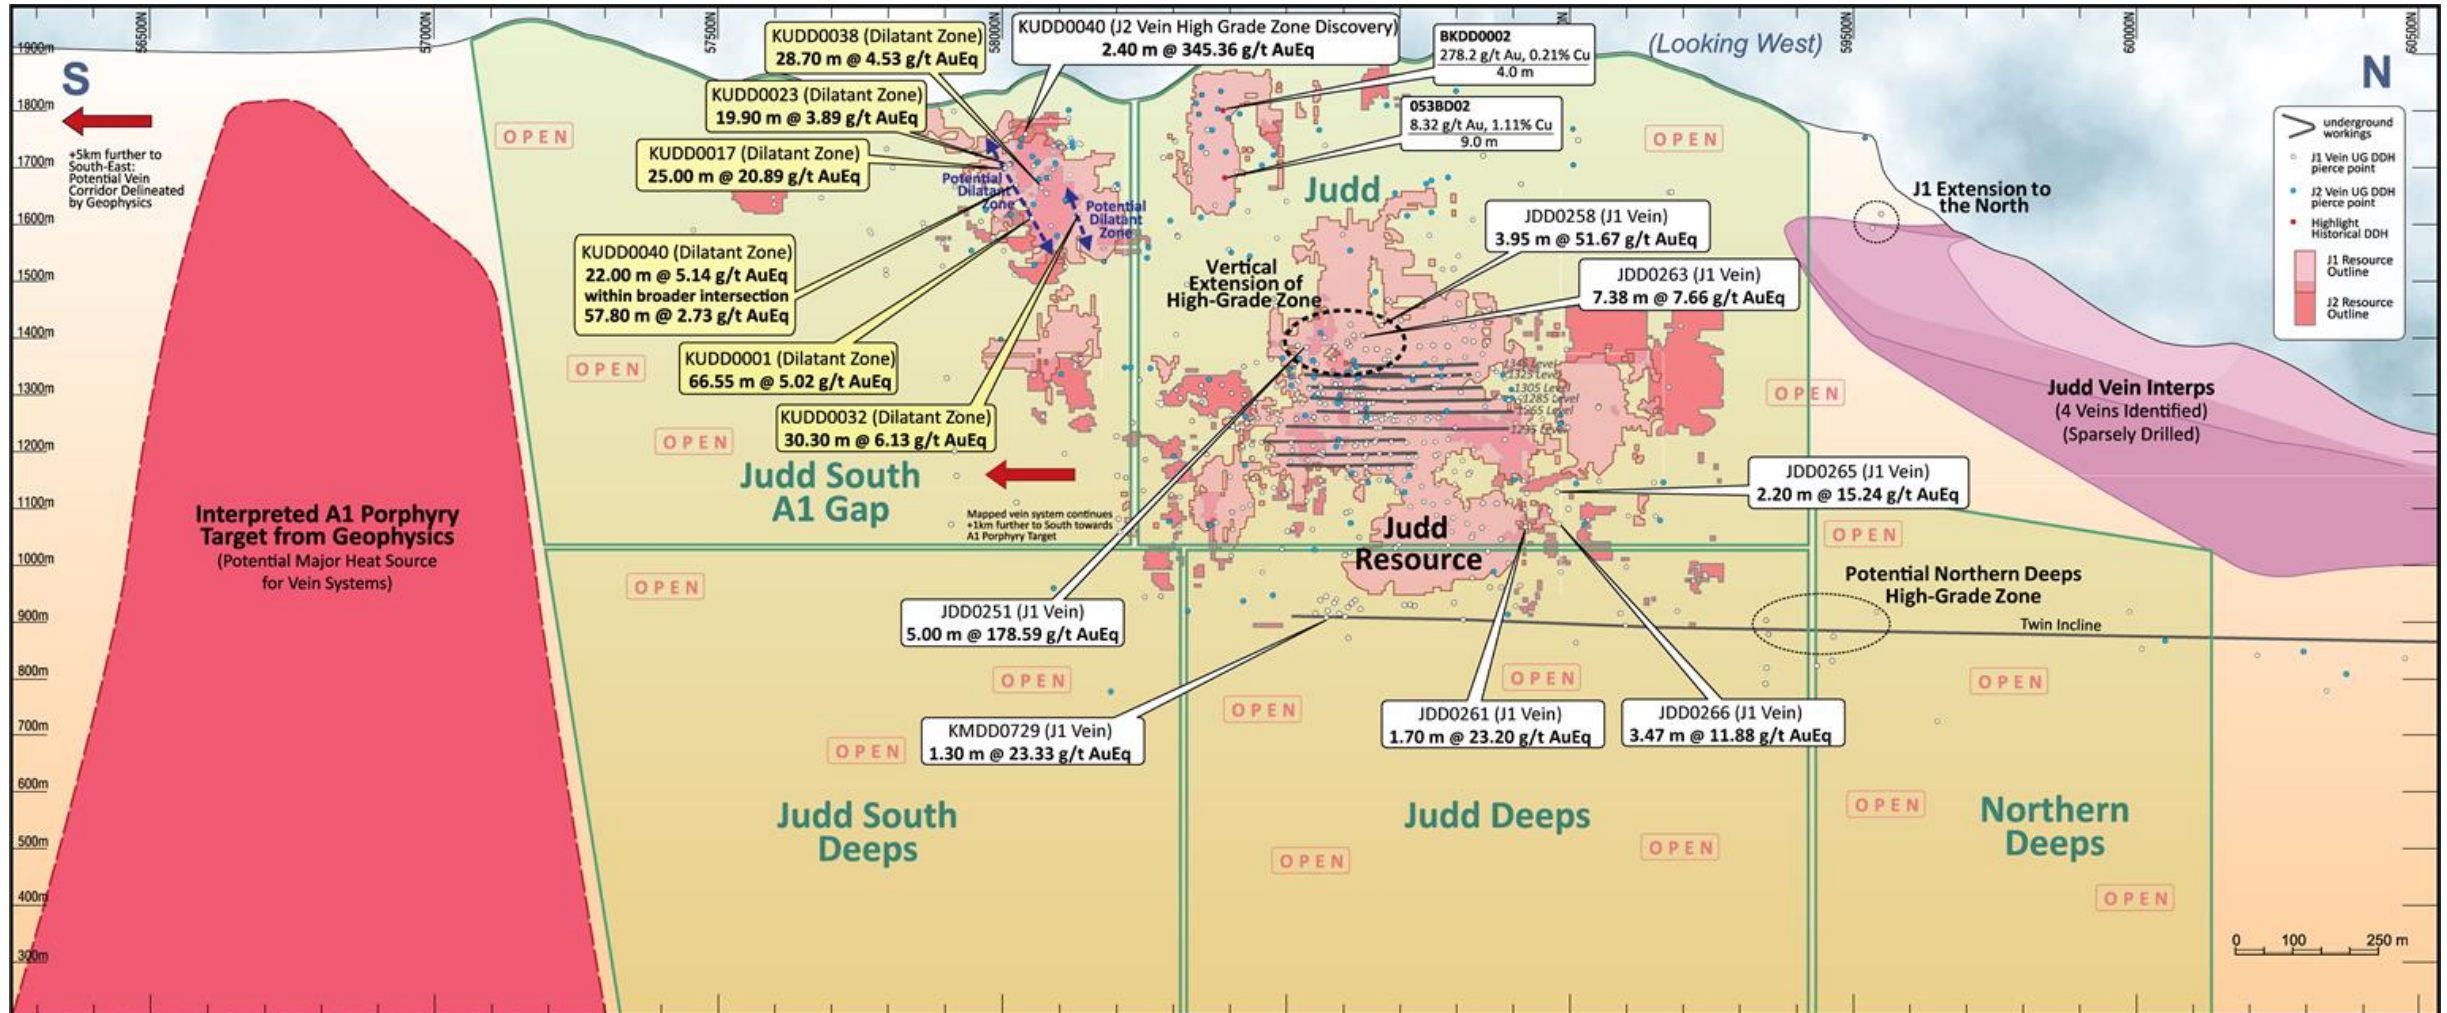 56500N
57000N
57500N
58000N
59500N
60000N
60500N
1900m
1800m
1700m
1600m
1500m
1400m
1300m
1200m
1100m
1000m
900m
800m
700m
600m
500m
400m
300m
S
N
(Looking West)
+5km further to
South-East:
Potential Vein
Corridor Delineated
by Geophysics
KUDD0038 (Dilatant Zone)
28.70 m @ 4.53 g/t AuEq
KUDD0040 (J2 Vein High Grade Zone Discovery)
2.40 m @ 345.36 g/t AuEq
BKDD0002
278.2 g/t Au, 0.21% Cu
4.0 m
KUDD0023 (Dilatant Zone)
19.90 m @ 3.89 g/t AuEq
053BD02
8.32 g/t Au, 1.11% Cu
9.0 m
KUDD0017 (Dilatant Zone)
25.00 m @ 20.89 g/t AuEq
OPEN
OPEN
Potential
Dilatant
Zone
Potential
Dilatant
Zone
Judd
underground
workings
J1 Vein UG DDH
pierce point
J2 Vein UG DDH
pierce point
Highlight
Historical DDH
J1 Resource
Outline
J2 Resource
Outline
J1 Extension to
the North
KUDD0040 (Dilatant Zone)
22.00 m @ 5.14 g/t AuEq
within broader intersection
57.80 m @ 2.73 g/t AuEq
JDD0258 (J1 Vein)
3.95 m @ 51.67 g/t AuEq
Vertical
Extension of
High-Grade Zone
JDD0263 (J1 Vein)
7.38 m @ 7.66 g/t AuEq
KUDD0001 (Dilatant Zone)
66.55 m @ 5.02 g/t AuEq
OPEN
1345 Level
1325 Level
1305 Level
1285 Level
1265 Level
OPEN
Judd Vein Interps
(4 Veins Identified)
(Sparsely Drilled)
KUDD0032 (Dilatant Zone)
30.30 m @ 6.13 g/t AuEq
OPEN
Judd South
A1 Gap
JDD0265 (J1 Vein)
2.20 m @ 15.24 g/t AuEq
Interpreted A1 Porphyry
Target from Geophysics
(Potential Major Heat Source
for Vein Systems)
Mapped vein system continues
+1km further to South towards
A1 Porphyry Target
Judd
Resource
OPEN
OPEN
Potential Northern Deeps
High-Grade Zone
JDD0251 (J1 Vein)
5.00 m @ 178.59 g/t AuEq
Twin Incline
OPEN
OPEN
OPEN
OPEN
OPEN
KMDD0729 (J1 Vein)
1.30 m @ 23.33 g/t AuEq
JDD0261 (J1 Vein)
1.70 m @ 23.20 g/t AuEq
JDD0266 (J1 Vein)
3.47 m @ 11.88 g/t AuEq
Judd South
Deeps
Judd Deeps
Northern
Deeps
OPEN
OPEN
OPEN
OPEN
0 100 250 m